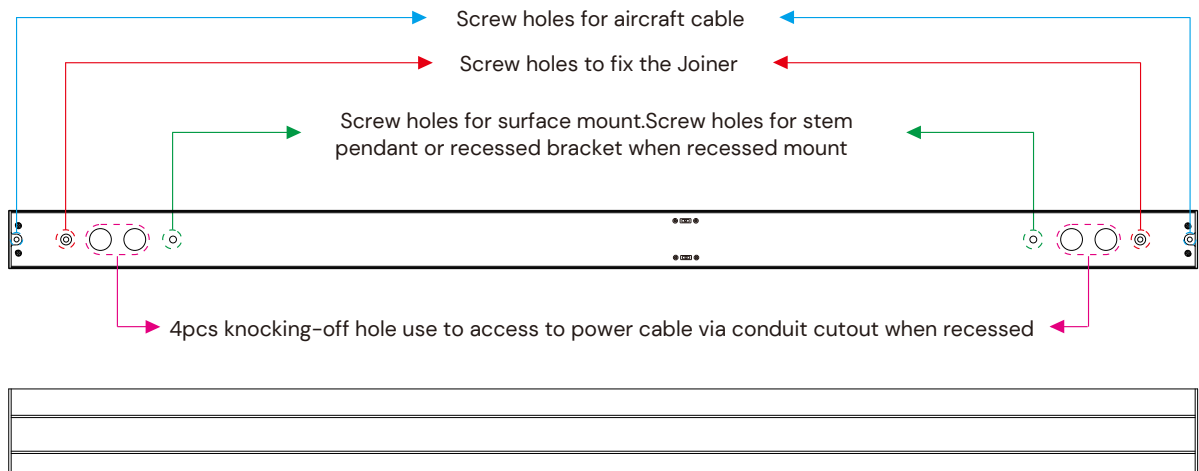 Screw holes for aircraft cable
Screw holes to fix the Joiner
Screw holes for surface mount.Screw holes for stem
pendant or recessed bracket when recessed mount
4pcs knocking-off hole use to access to power cable via conduit cutout when recessed